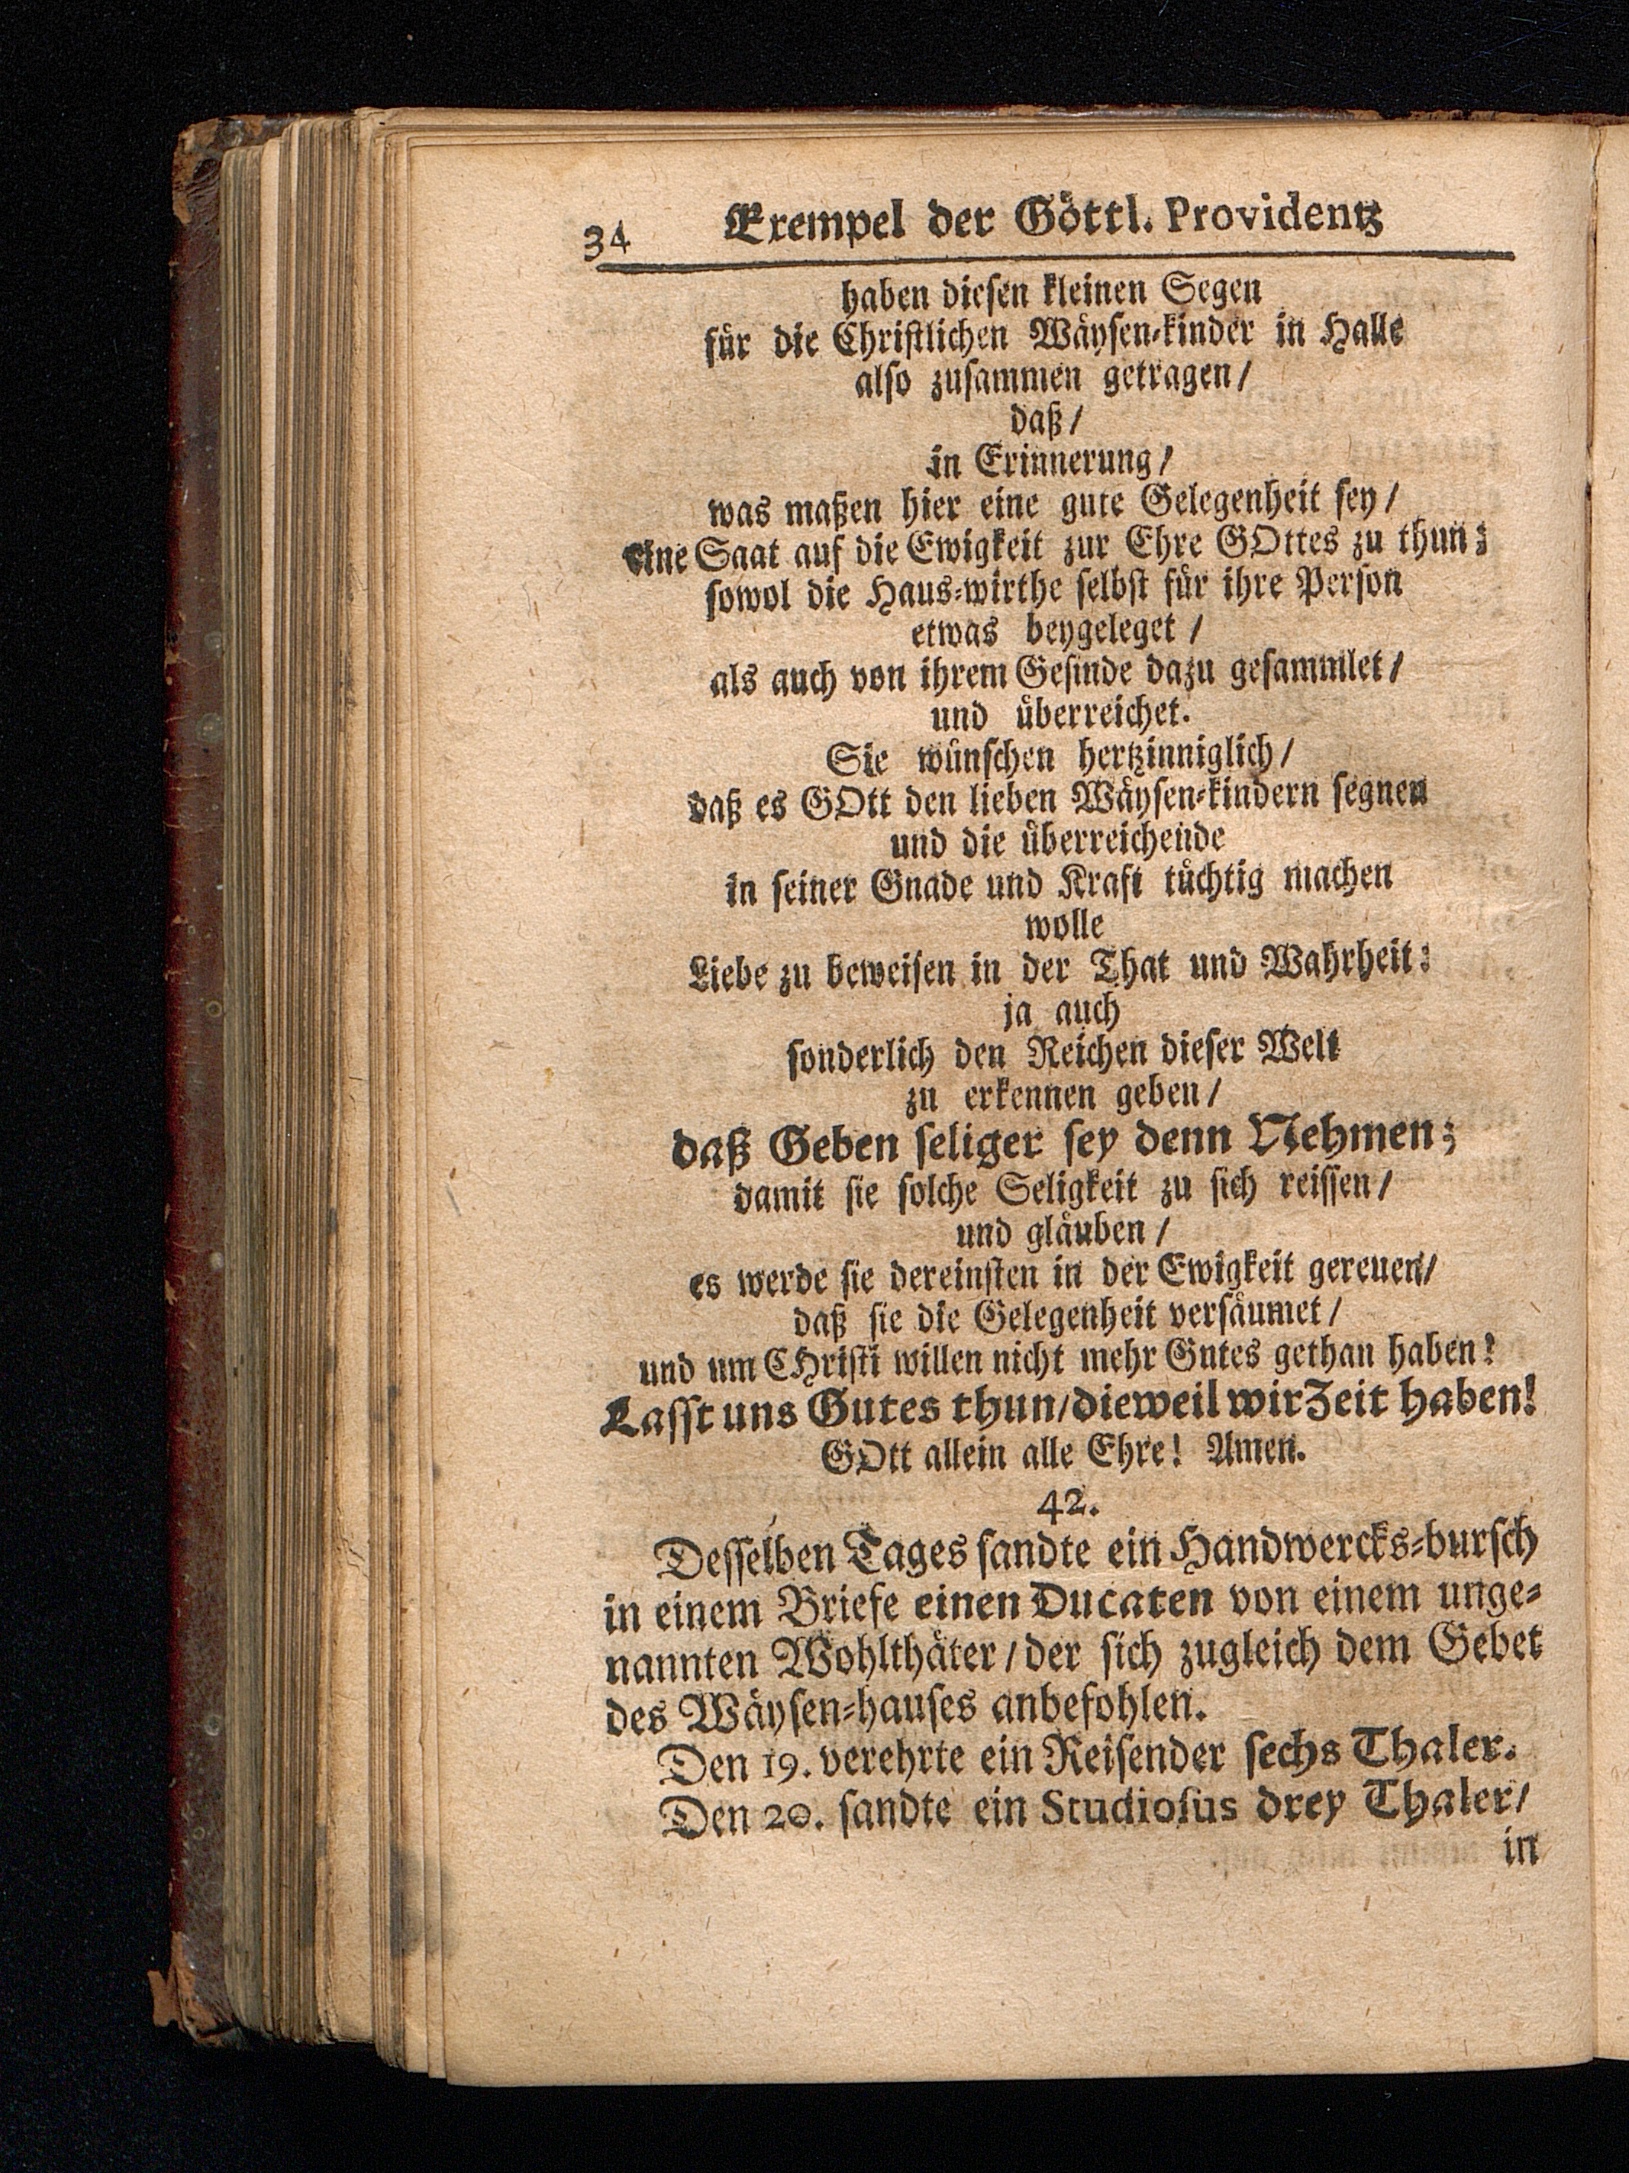 34 Exempel der Göttl. Providentz
haben diesen kleinen Segen
für die Christlichen Wäysen-kinder in Halle
also zusammen getragen/
daß/
in Erinnerung/
was maßen hier eine gute Gelegenheit sey/
eine Saat auf die Ewigkeit zur Ehre GOttes zu thun;
sowol die Haus-wirthe selbst für ihre Person
etwas beygeleget/
als auch von ihrem Gesinde dazu gesammlet/
und überreichet.
Sie wünschen hertzinniglich/
daß es GOtt den lieben Wäysen-kindern segnen
und die überreichende
in seiner Gnade und Kraft tüchtig machen
wolle
Liebe zu beweisen in der That und Wahrheit:
ja auch
sonderlich den Reichen dieser Welt
zu erkennen geben/
daß Geben seliger sey denn Nehmen;
damit sie solche Seligkeit zu sich reissen/
und gläuben/
es werde sie dereinsten in der Ewigkeit gereuen/
daß sie die Gelegenheit versäumet/
und um CHristi willen nicht mehr Gutes gethan haben!
Lasst uns Gutes thun/dieweil wir Zeit haben!
GOtt allein alle Ehre! Amen.
42.
Desselben Tages sandte ein Handwercks-bursch
in einem Briefe einen Ducaten von einem unge-
nannten Wohlthäter/der sich zugleich dem Gebet
des Wäysen-hauses anbefohlen.
Den 19. verehrte ein Reisender sechs Thaler.
Den 20. sandte ein Studiosus drey Thaler/
in